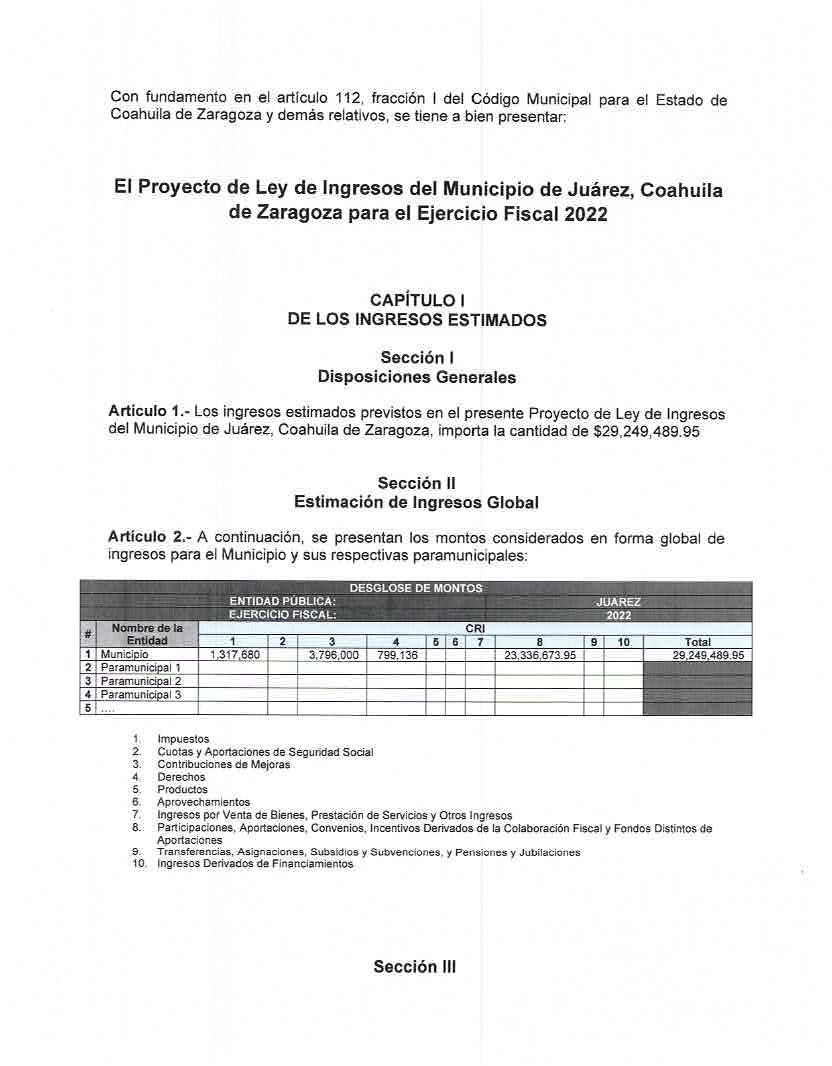 Con fundamento en el artículo 112, fracción I del Código Municipal para el Estado de
Coahuila de Zaragoza y demás relativos, se tiene a bien presentar:
El Proyecto de Ley de Ingresos del Municipio de Juárez, Coahuila
de Zaragoza para el Ejercicio Fiscal 2022
CAPÍTULO I
DE LOS INGRESOS ESTIMADOS
Sección I
Disposiciones Generales
Artículo 1.- Los ingresos estimados previstos en el presente Proyecto de Ley de Ingresos
del Municipio de Juárez, Coahuila de Zaragoza, importa la cantidad de $29,249,489.95
Sección II
Estimación de Ingresos Global
Artículo 2.- A continuación, se presentan los montos considerados en forma global de
ingresos para el Municipio y sus respectivas paramunicipales:
DESGLOSE DE MONTOS
ENTIDAD PÚBLICA: JUAREZ
EJERCICIO FISCAL: 2022
# Nombre de la Entidad CRI
1 2 3 4 5 6 7 8 9 10 Total
1 Municipio 1,317,680 3,796,000 799,136 23,336,673.95 29,249,489.95
2 Paramunicipal 1
3 Paramunicipal 2
4 Paramunicipal 3
5 ....
1. Impuestos
2. Cuotas y Aportaciones de Seguridad Social
3. Contribuciones de Mejoras
4. Derechos
5. Productos
6. Aprovechamientos
7. Ingresos por Venta de Bienes, Prestación de Servicios y Otros Ingresos
8. Participaciones, Aportaciones, Convenios, Incentivos Derivados de la Colaboración Fiscal y Fondos Distintos de
Aportaciones
9. Transferencias, Asignaciones, Subsidios y Subvenciones, y Pensiones y Jubilaciones
10. Ingresos Derivados de Financiamientos
Sección III